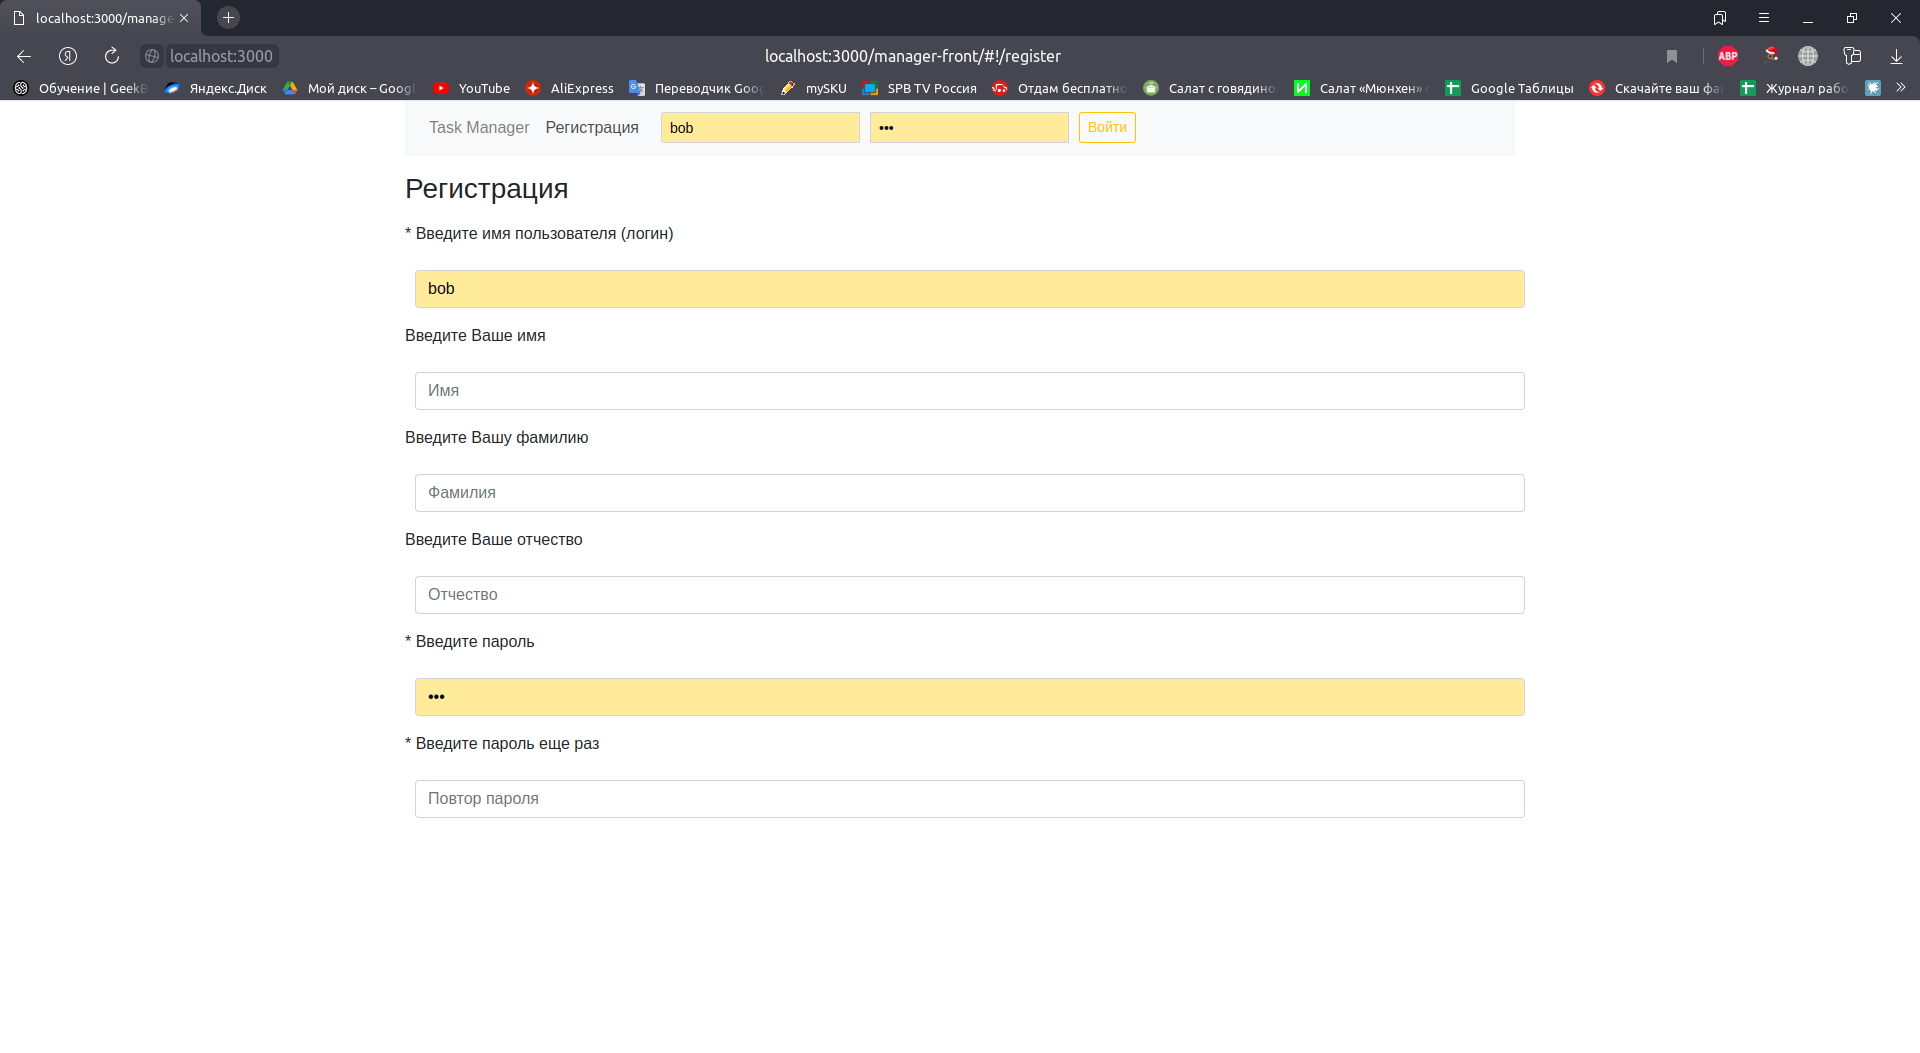 localhost:3000/manage
localhost:3000
localhost:3000/manager-front/#!/register
ABP
Обучение | GeekB
Яндекс.Диск
Мой диск – Googl
YouTube
AliExpress
Переводчик Goog
mySKU
SPB TV Россия
Отдам бесплатно
Салат с говядино
Салат «Мюнхен» с
Google Таблицы
Скачайте ваш фай
Журнал рабо
Task Manager
Регистрация
bob
•••
Войти
Регистрация
* Введите имя пользователя (логин)
bob
Введите Ваше имя
Имя
Введите Вашу фамилию
Фамилия
Введите Ваше отчество
Отчество
* Введите пароль
•••
* Введите пароль еще раз
Повтор пароля